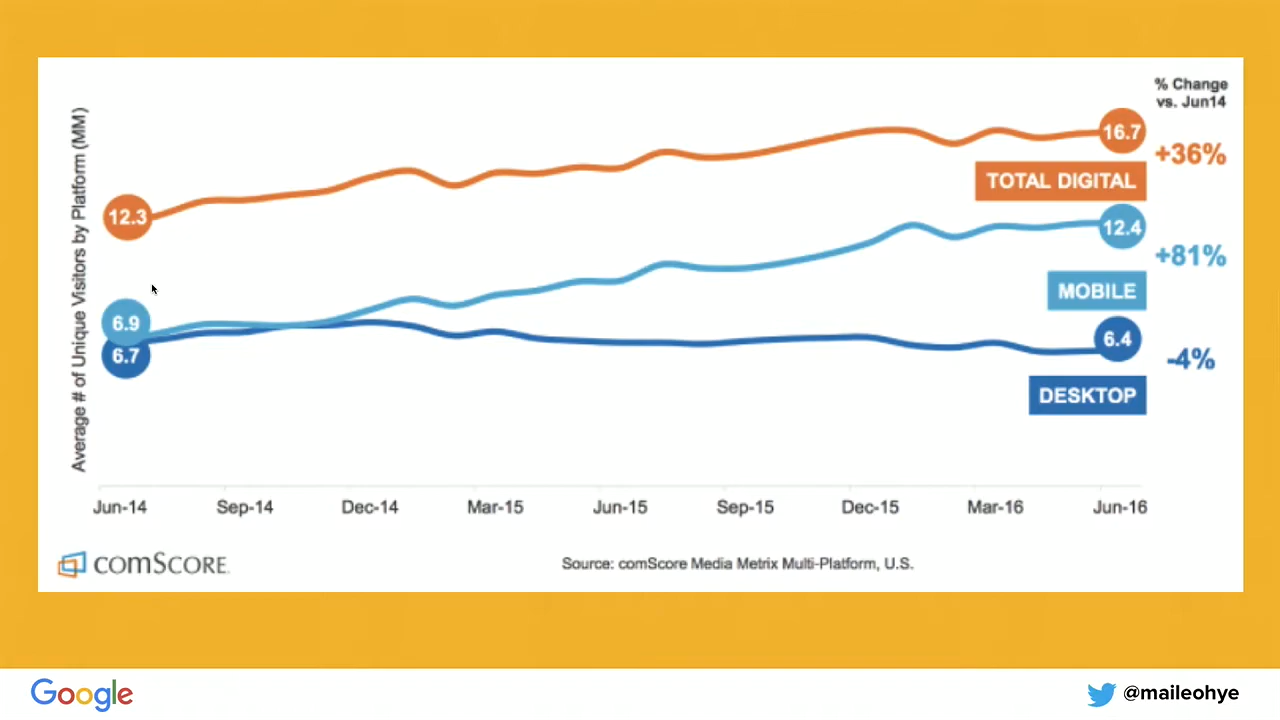 % Change
vs. Jun14
Average # of Unique Visitors by Platform (MM)
16.7
+36%
TOTAL DIGITAL
12.3
12.4
+81%
MOBILE
6.9
6.7
6.4
-4%
DESKTOP
Jun-14 Sep-14 Dec-14 Mar-15 Jun-15 Sep-15 Dec-15 Mar-16 Jun-16
comScore
Source: comScore Media Metrix Multi-Platform, U.S.
Google
@maileohye